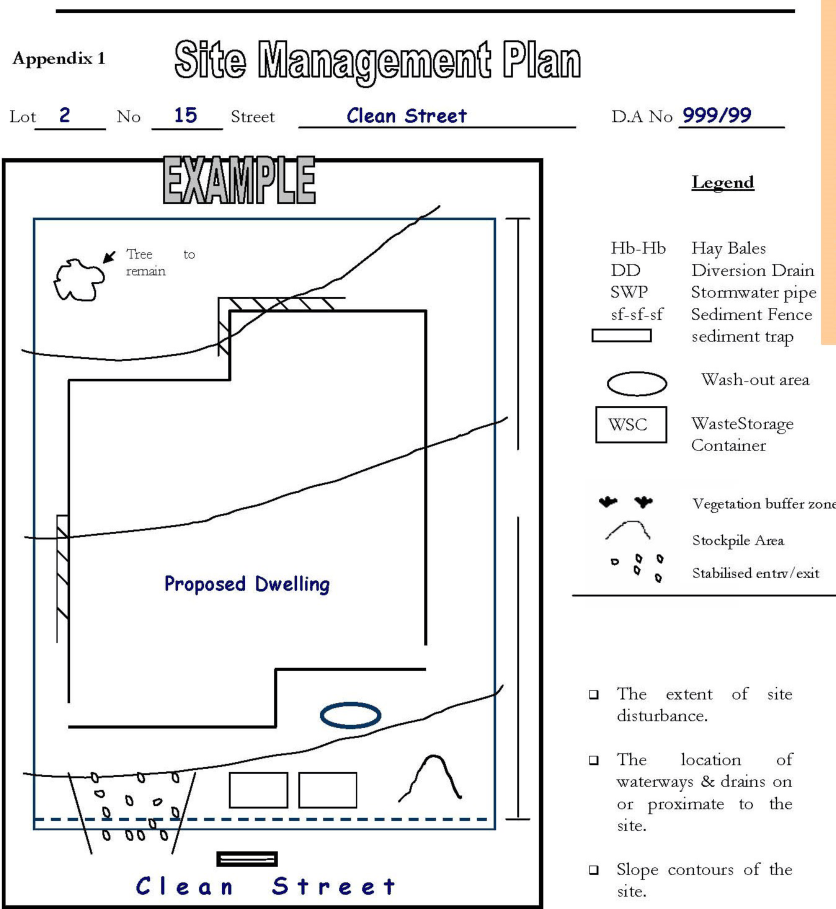 Appendix 1
Site Management Plan
Lot 2 No 15 Street Clean Street D.A No 999/99
EXAMPLE
Tree to
remain
Proposed Dwelling
Clean Street
Legend
Hb-Hb Hay Bales
DD Diversion Drain
SWP Stormwater pipe
sf-sf-sf Sediment Fence
sediment trap
Wash-out area
WSC WasteStorage
Container
Vegetation buffer zone
Stockpile Area
Stabilised entry/exit
The extent of site
disturbance.
The location of
waterways & drains on
or proximate to the
site.
Slope contours of the
site.